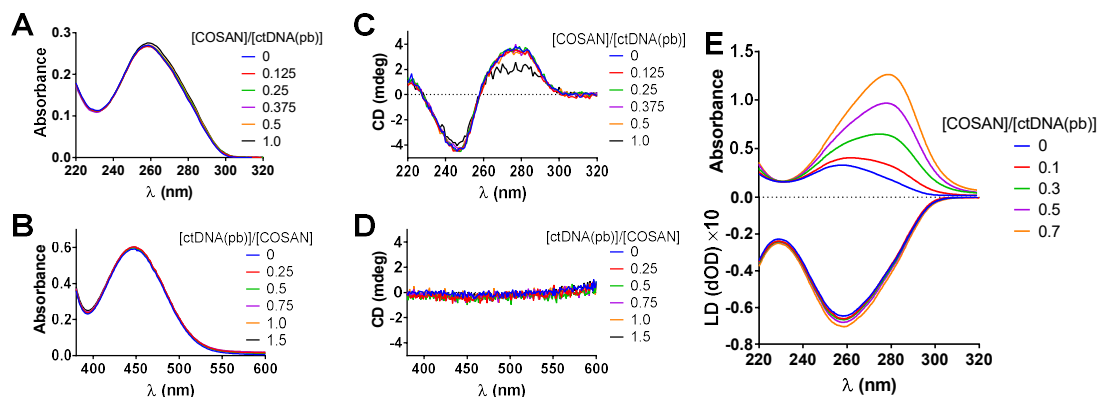 A
[COSAN]/[ctDNA(pb)]
0
0.125
0.25
0.375
0.5
1.0
Absorbance
0.3
0.2
0.1
0.0
220 240 260 280 300 320
λ (nm)
B
[ctDNA(pb)]/[COSAN]
0
0.25
0.5
0.75
1.0
1.5
Absorbance
0.6
0.4
0.2
0.0
400 450 500 550 600
λ (nm)
C
[COSAN]/[ctDNA(pb)]
0
0.125
0.25
0.375
0.5
1.0
CD (mdeg)
4
2
0
-2
-4
220 240 260 280 300 320
λ (nm)
D
[ctDNA(pb)]/[COSAN]
0
0.25
0.5
0.75
1.0
1.5
CD (mdeg)
4
2
0
-2
-4
400 450 500 550 600
λ (nm)
E
[COSAN]/[ctDNA(pb)]
0
0.1
0.3
0.5
0.7
Absorbance
1.5
1.0
0.5
0.0
LD (dOD) ×10
-0.2
-0.4
-0.6
-0.8
220 240 260 280 300 320
λ (nm)